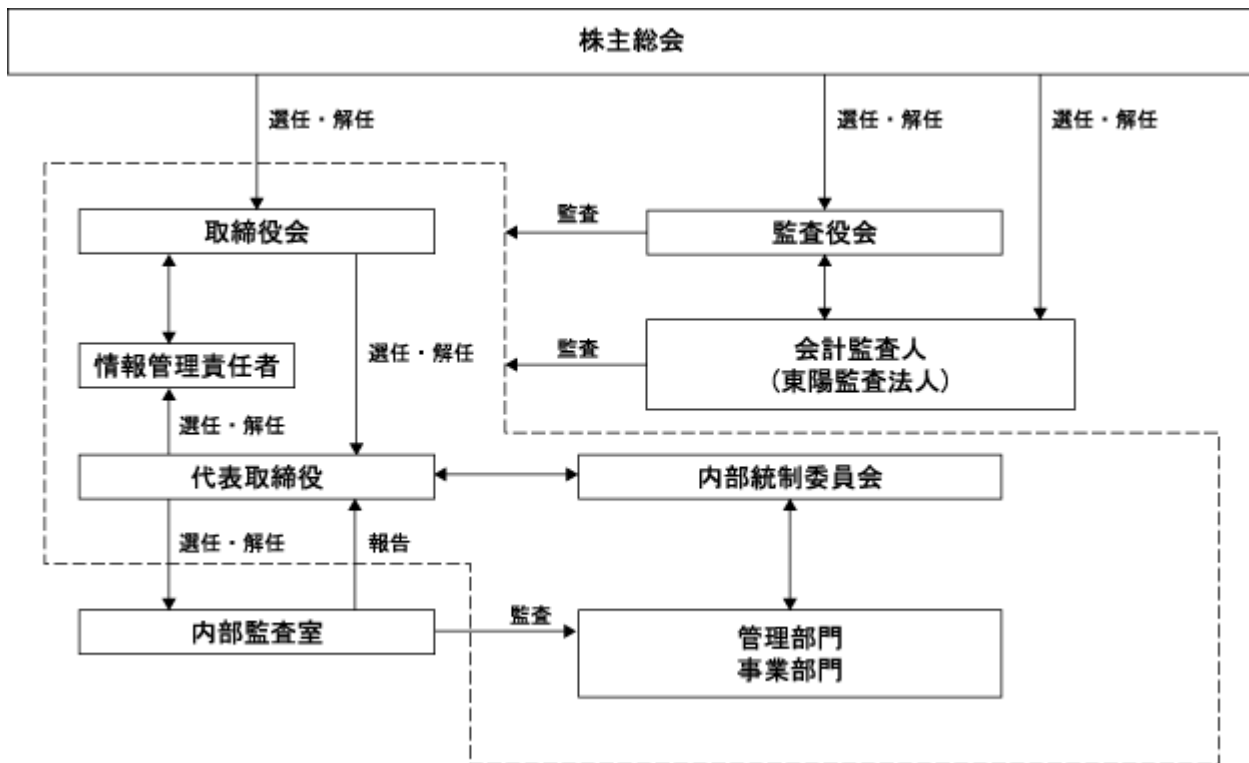 株主総会
選任・解任
選任・解任
選任・解任
取締役会
監査
監査役会
情報管理責任者
選任・解任
監査
会計監査人
(東陽監査法人)
選任・解任
代表取締役
内部統制委員会
選任・解任
報告
内部監査室
監査
管理部門
事業部門